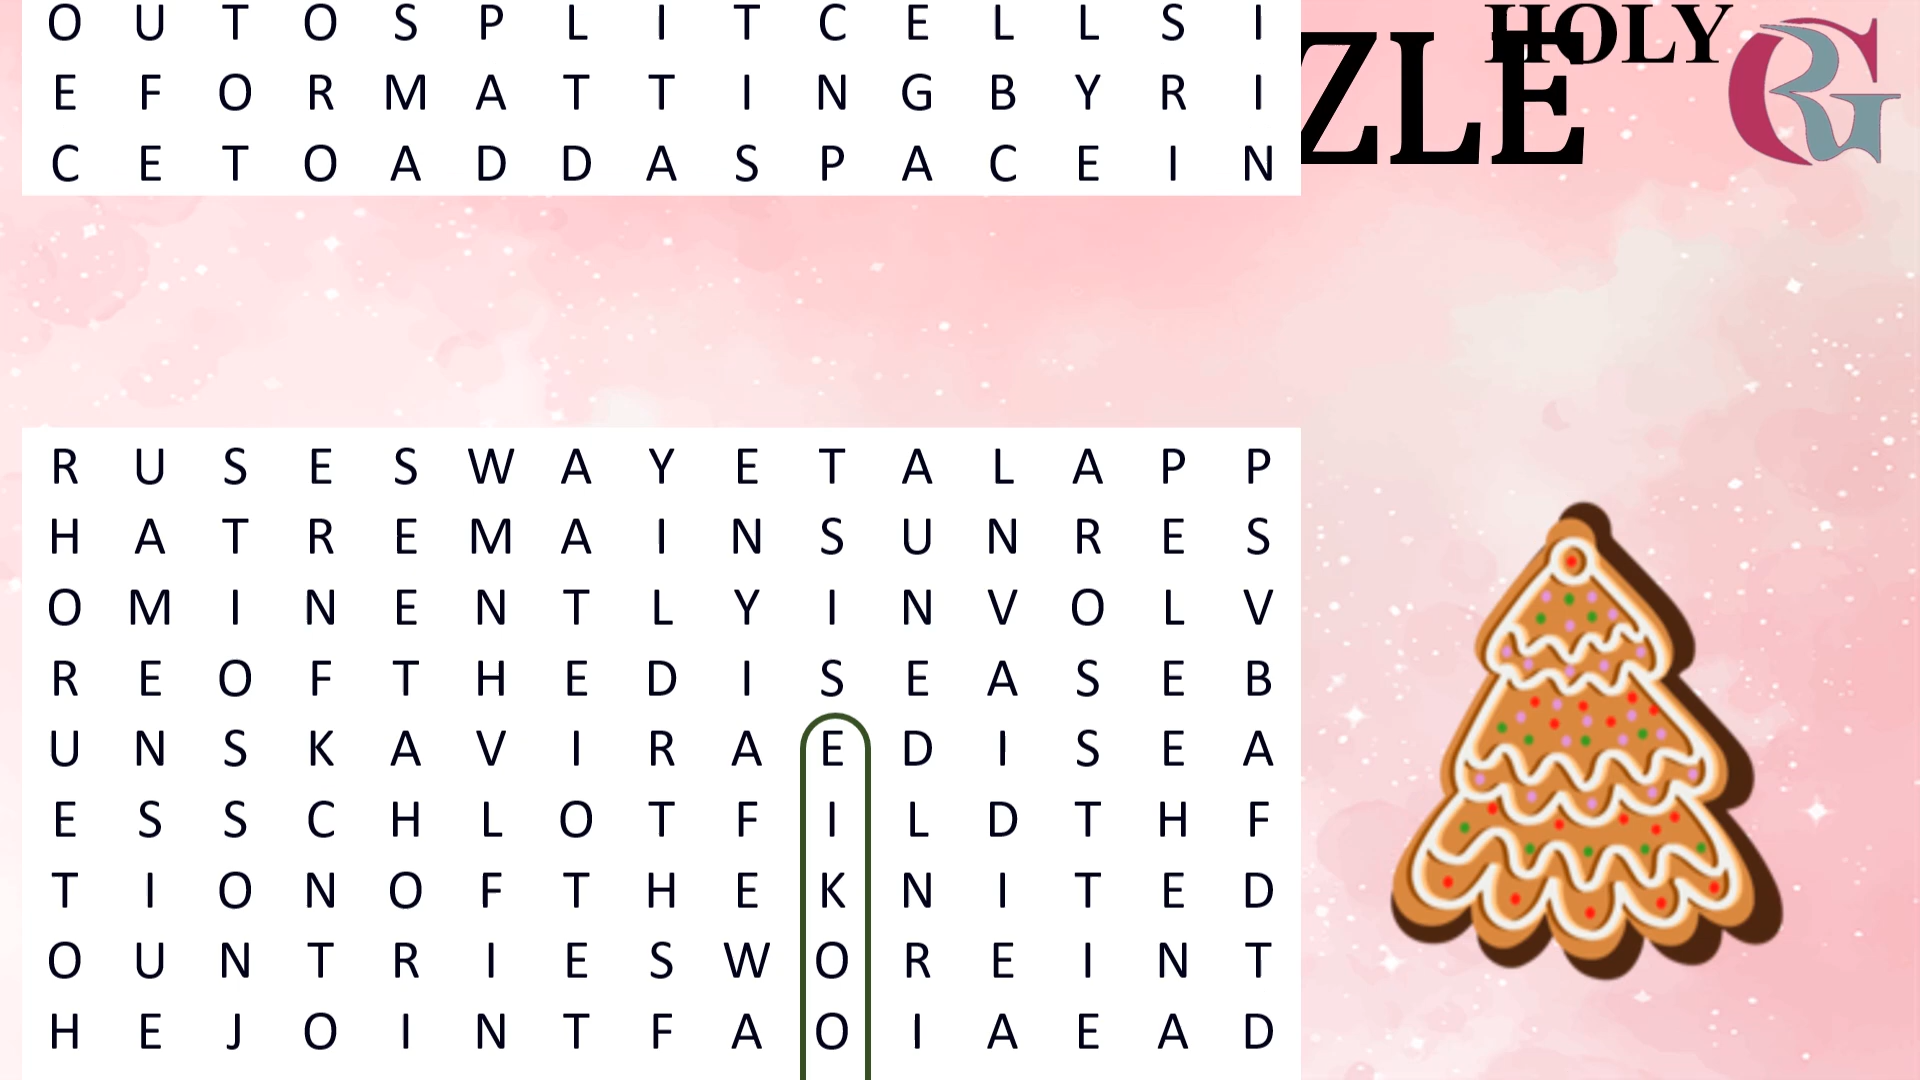 O U T O S P L I T C E L L S I
E F O R M A T T I N G B Y R I
C E T O A D D A S P A C E I N
HOLY
ZLE
R U S E S W A Y E T A L A P P
H A T R E M A I N S U N R E S
O M I N E N T L Y I N V O L V
R E O F T H E D I S E A S E B
U N S K A V I R A E D I S E A
E S S C H L O T F I L D T H F
T I O N O F T H E K N I T E D
O U N T R I E S W O R E I N T
H E J O I N T F A O I A E A D